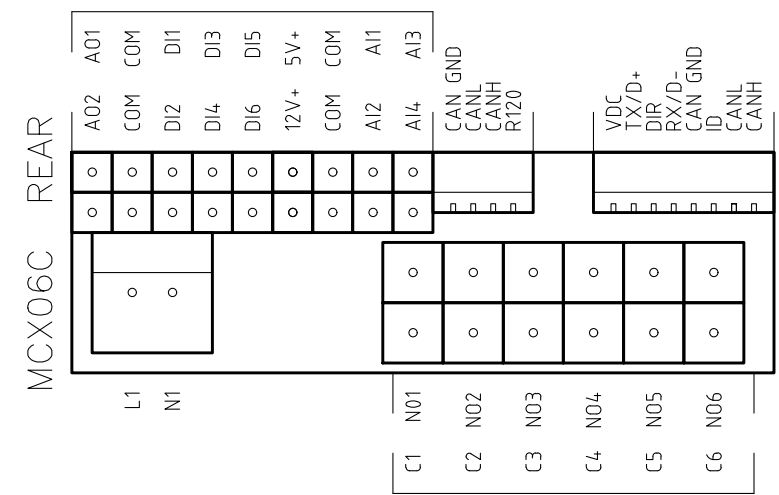 AO1 COM DI1 DI3 DI5 5V+ COM AI1 AI3
AO2 COM DI2 DI4 DI6 12V+ COM AI2 AI4
CAN GND
CANL
CANH
R120
VDC
TX/D+
DIR
RX/D-
CAN GND
ID
CANL
CANH
MCX06C REAR
L1 N1
NO1 NO2 NO3 NO4 NO5 NO6
C1 C2 C3 C4 C5 C6